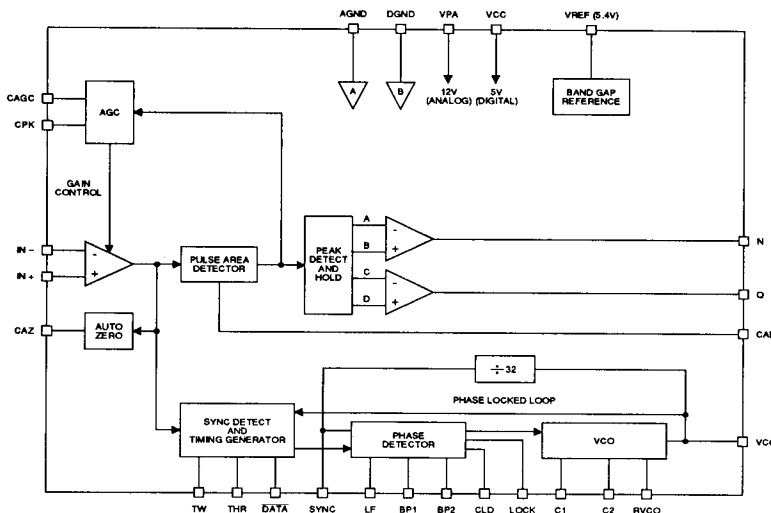 AGND DGND VPA VCC VREF (5.4V)
A B 12V 5V
(ANALOG) (DIGITAL)
BAND GAP
REFERENCE
CAGC
CPK
AGC
GAIN
CONTROL
IN -
IN +
-
+
PULSE AREA
DETECTOR
PEAK
DETECT
AND
HOLD
A
B
C
D
-
+
-
+
N
Q
CAZ
AUTO
ZERO
÷ 32
PHASE LOCKED LOOP
SYNC DETECT
AND
TIMING GENERATOR
PHASE
DETECTOR
VCO
TW THR DATA SYNC LF BP1 BP2 CLD LOCK C1 C2 RVCO